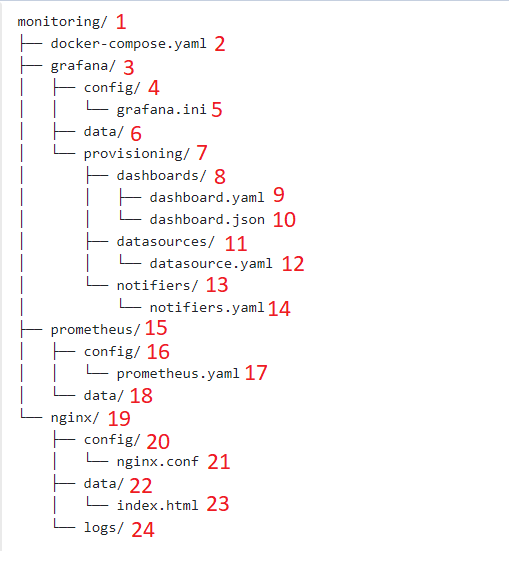 monitoring/ 1
├── docker-compose.yaml 2
├── grafana/ 3
│   ├── config/ 4
│   │   └── grafana.ini 5
│   ├── data/ 6
│   └── provisioning/ 7
│       ├── dashboards/ 8
│       │   ├── dashboard.yaml 9
│       │   └── dashboard.json 10
│       ├── datasources/ 11
│       │   └── datasource.yaml 12
│       └── notifiers/ 13
│           └── notifiers.yaml 14
├── prometheus/ 15
│   ├── config/ 16
│   │   └── prometheus.yaml 17
│   └── data/ 18
└── nginx/ 19
    ├── config/ 20
    │   └── nginx.conf 21
    ├── data/ 22
    │   └── index.html 23
    └── logs/ 24